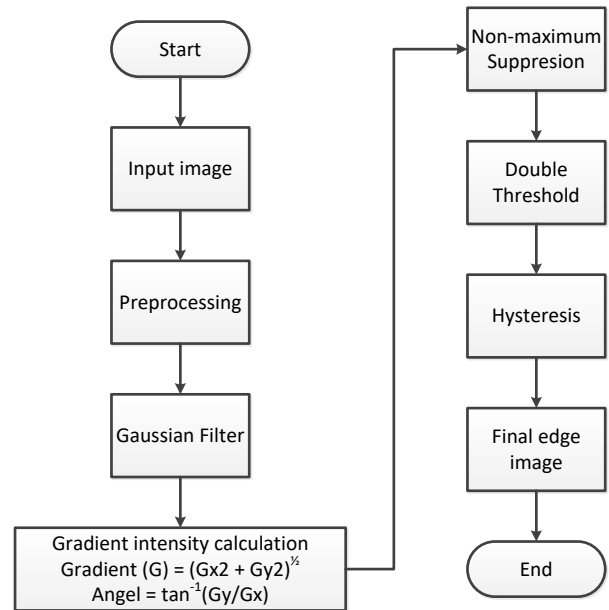 Start
Input image
Preprocessing
Gaussian Filter
Gradient intensity calculation
Gradient (G) = (Gx2 + Gy2)^½
Angel = tan⁻¹(Gy/Gx)
Non-maximum
Suppresion
Double
Threshold
Hysteresis
Final edge
image
End